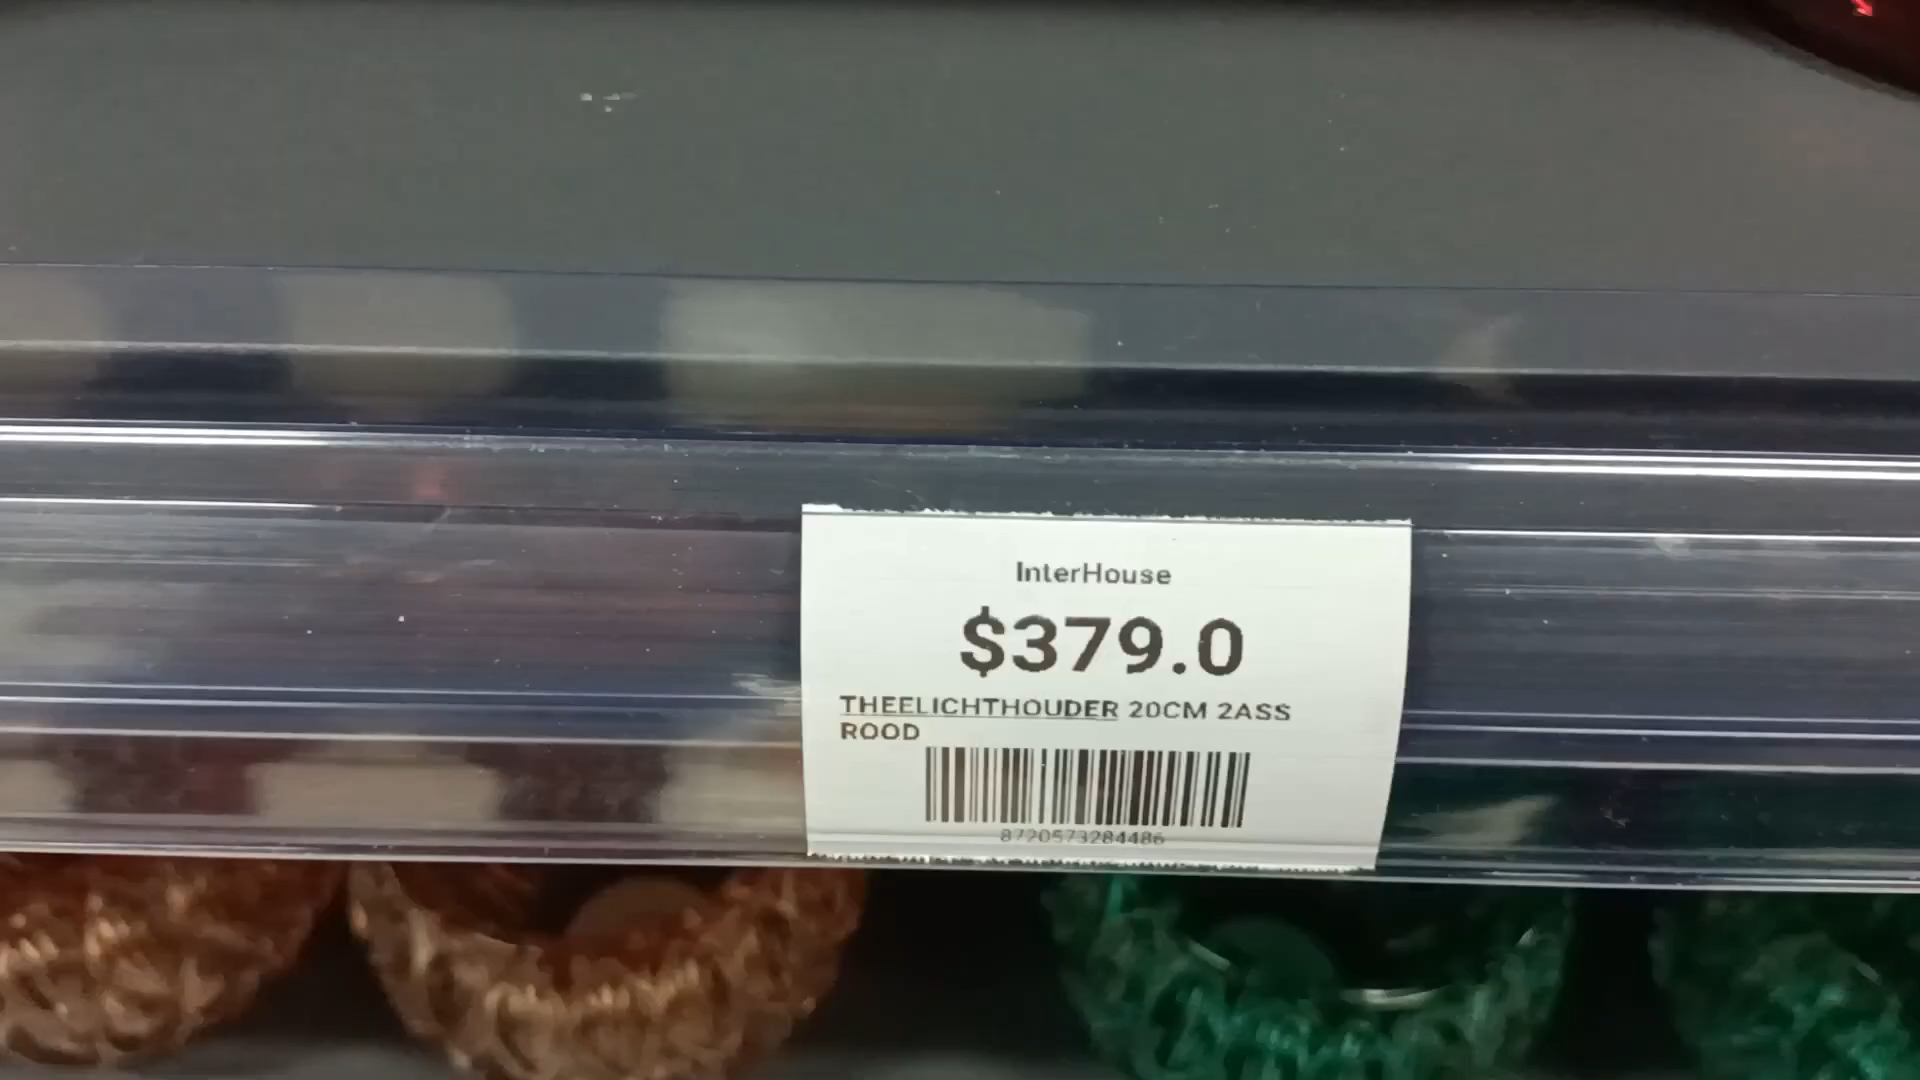 InterHouse
$379.0
THEELICHTHOUDER 20CM 2ASS
ROOD
8720573284486